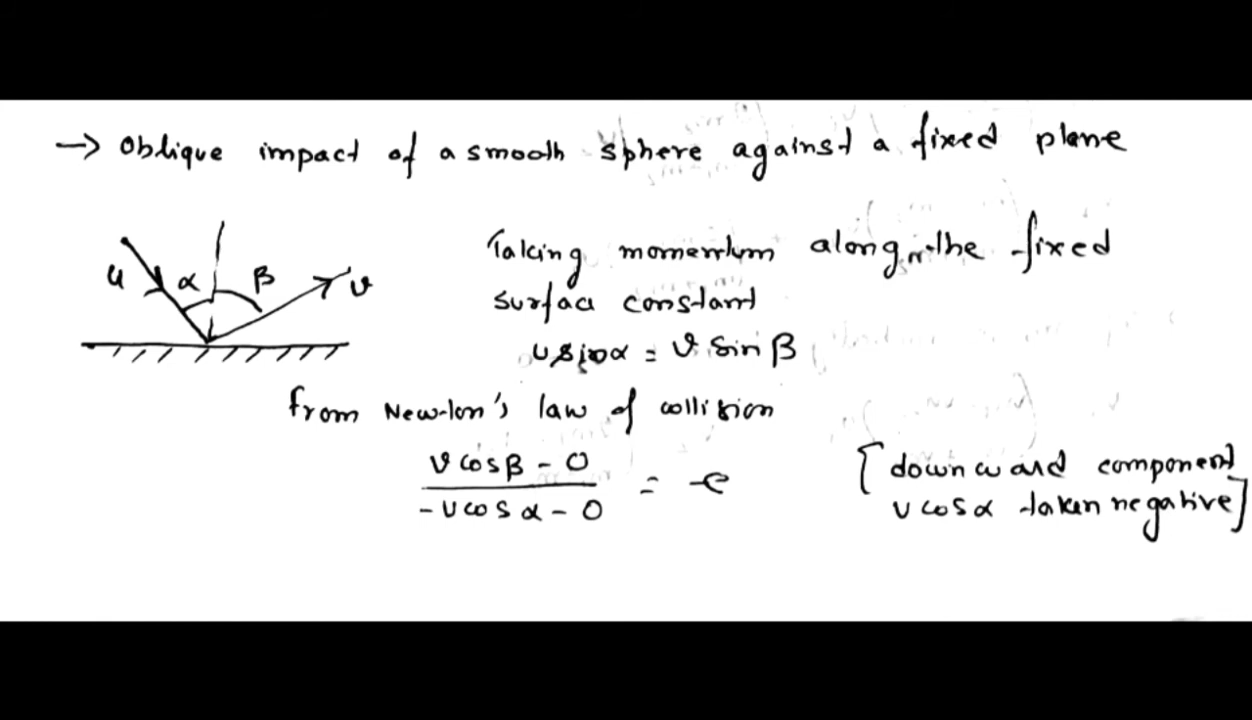 → oblique impact of a smooth sphere against a fixed plane
u α β v
Taking momentum along the fixed
surface constant
u sin α = v sin β
from Newton's law of collision
v cos β - 0
-u cos α - 0
= -e
[downward component
u cos α taken negative]